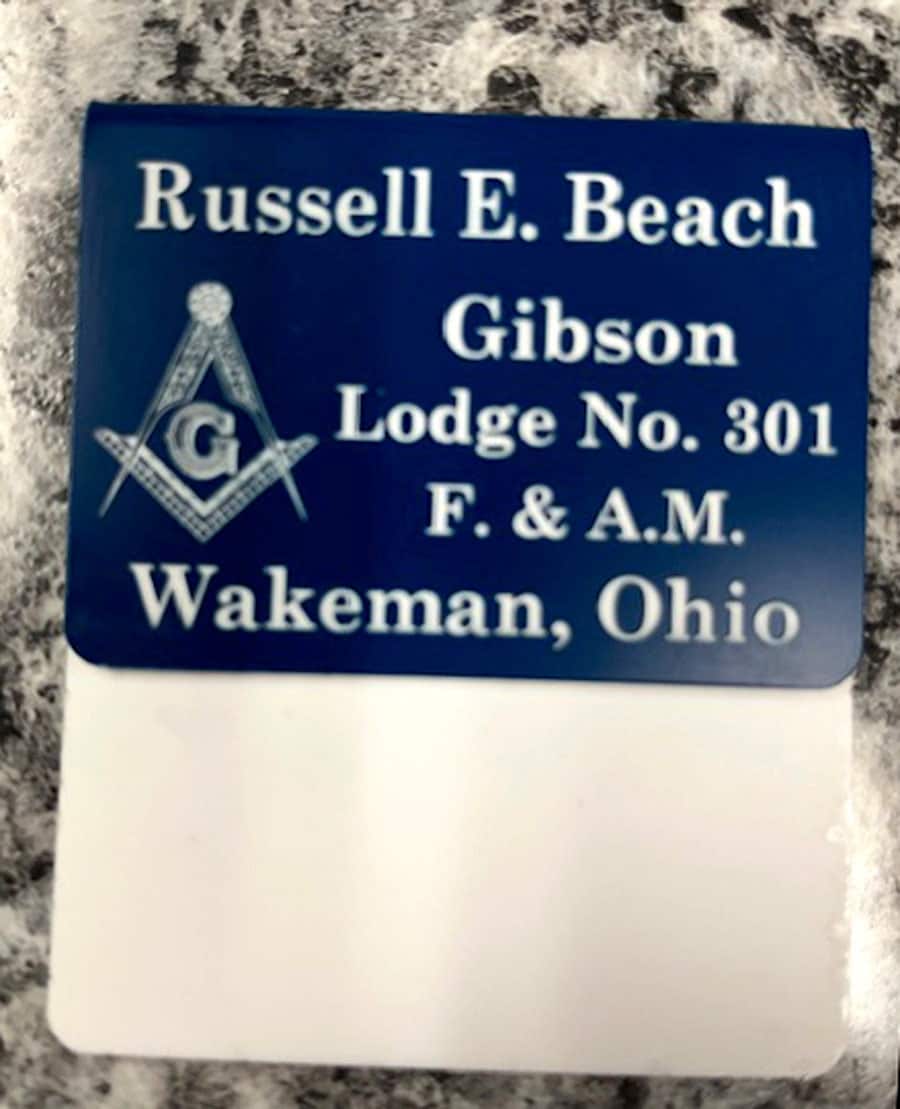 Russell E. Beach
Gibson
Lodge No. 301
G
F. & A.M.
Wakeman, Ohio